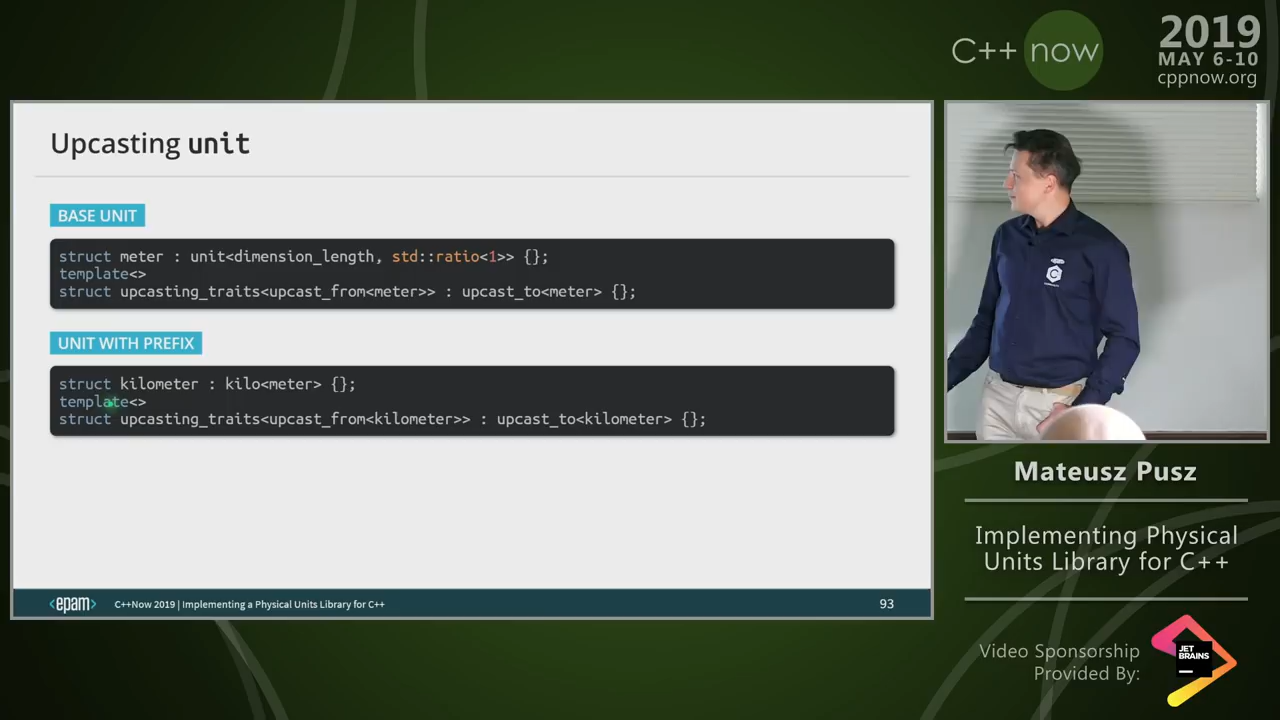 C++ now
2019
MAY 6-10
cppnow.org
Upcasting unit
BASE UNIT
struct meter : unit<dimension_length, std::ratio<1>> {};
template<>
struct upcasting_traits<upcast_from<meter>> : upcast_to<meter> {};
UNIT WITH PREFIX
struct kilometer : kilo<meter> {};
template<>
struct upcasting_traits<upcast_from<kilometer>> : upcast_to<kilometer> {};
<epam>
C++Now 2019 | Implementing a Physical Units Library for C++
93
Mateusz Pusz
Implementing Physical
Units Library for C++
Video Sponsorship
Provided By:
JET
BRAINS